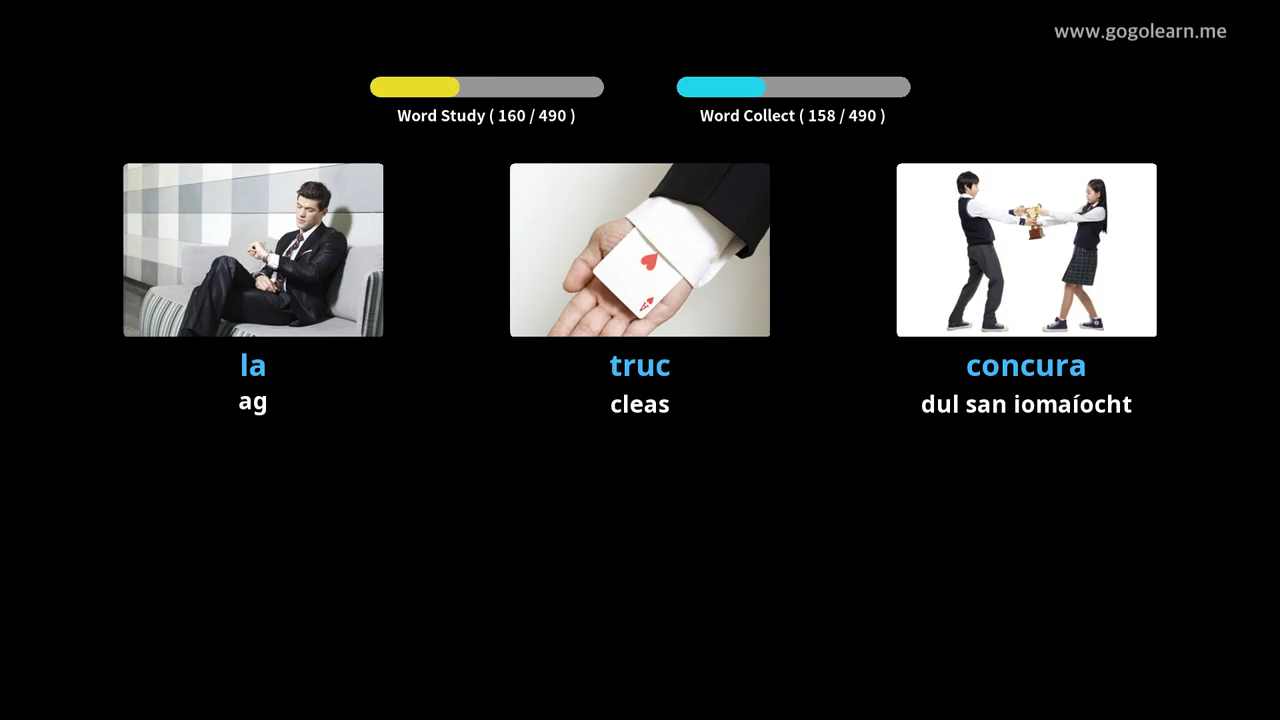 www.gogolearn.me
Word Study ( 160 / 490 )
Word Collect ( 158 / 490 )
la
ag
truc
cleas
concura
dul san iomaíocht